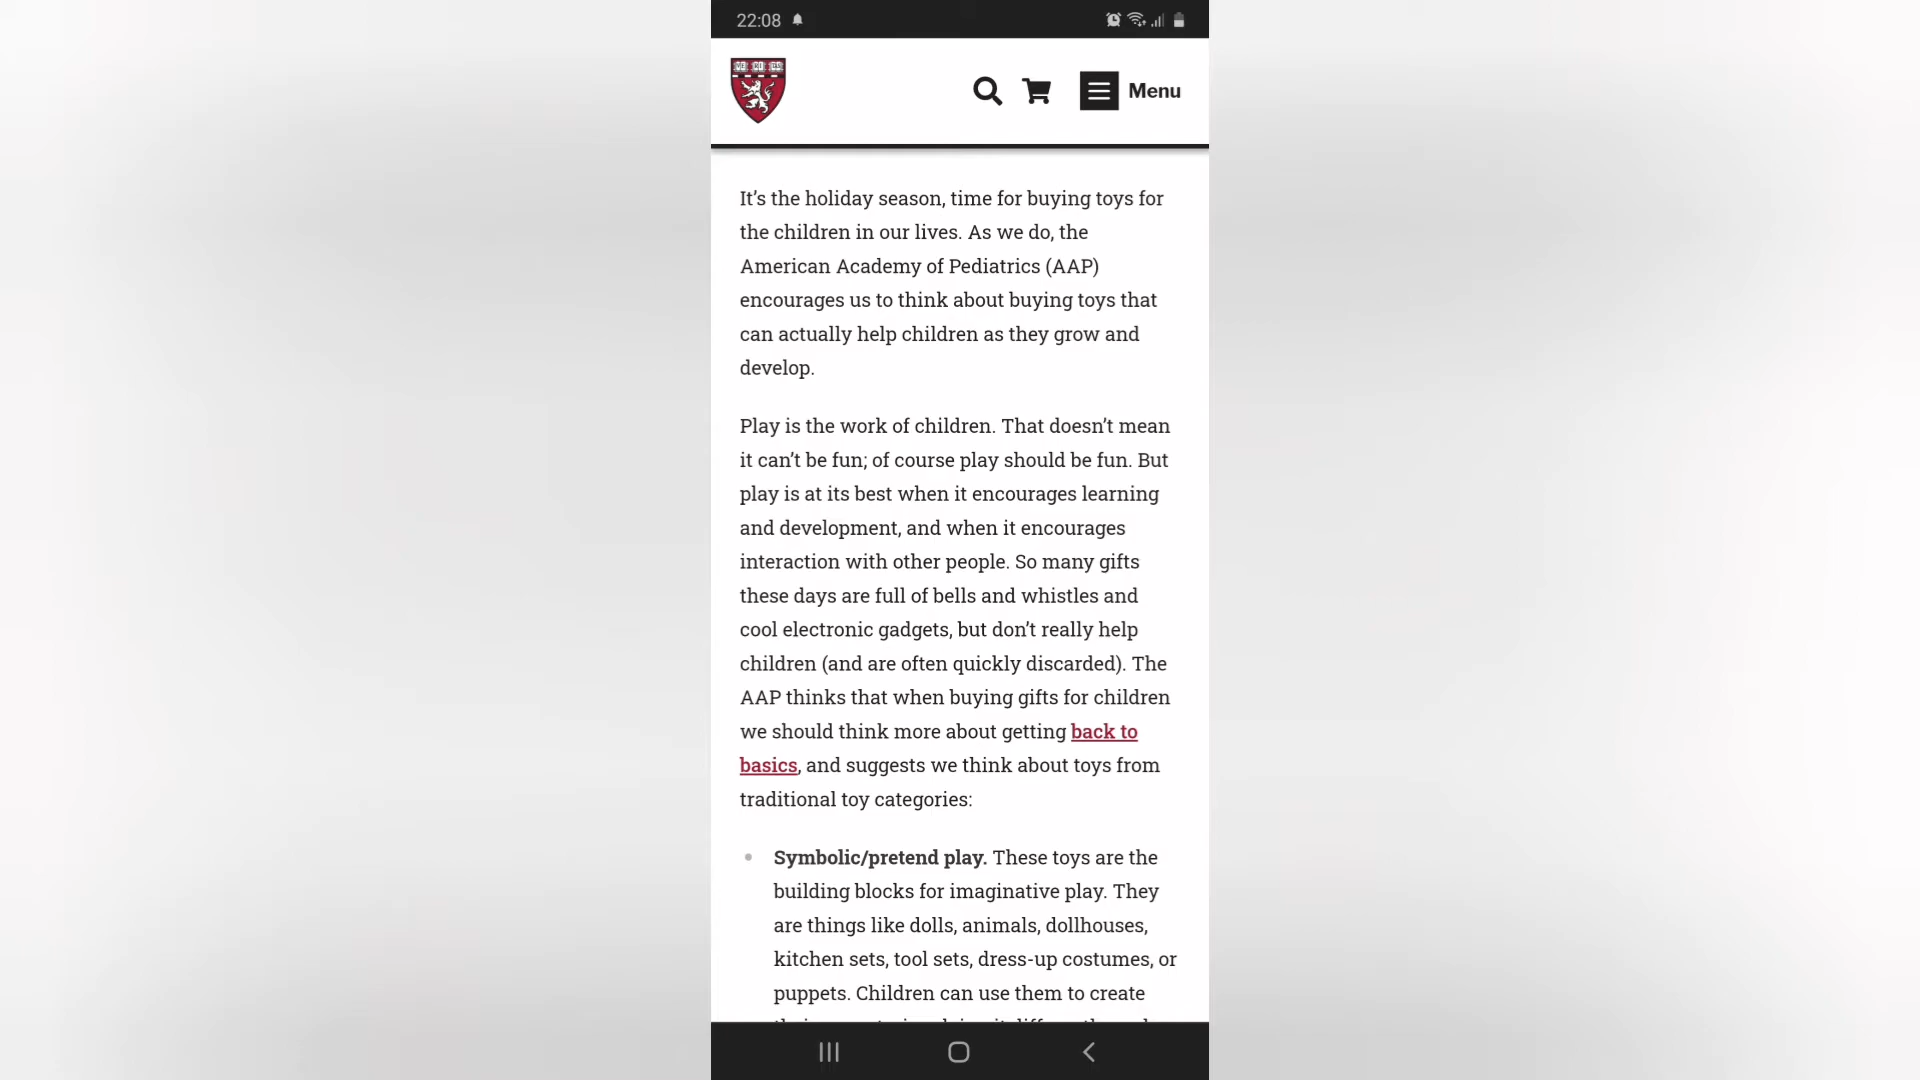 22:08
VE RI TAS
Menu
It’s the holiday season, time for buying toys for
the children in our lives. As we do, the
American Academy of Pediatrics (AAP)
encourages us to think about buying toys that
can actually help children as they grow and
develop.
Play is the work of children. That doesn’t mean
it can’t be fun; of course play should be fun. But
play is at its best when it encourages learning
and development, and when it encourages
interaction with other people. So many gifts
these days are full of bells and whistles and
cool electronic gadgets, but don’t really help
children (and are often quickly discarded). The
AAP thinks that when buying gifts for children
we should think more about getting back to
basics, and suggests we think about toys from
traditional toy categories:
Symbolic/pretend play. These toys are the
building blocks for imaginative play. They
are things like dolls, animals, dollhouses,
kitchen sets, tool sets, dress-up costumes, or
puppets. Children can use them to create